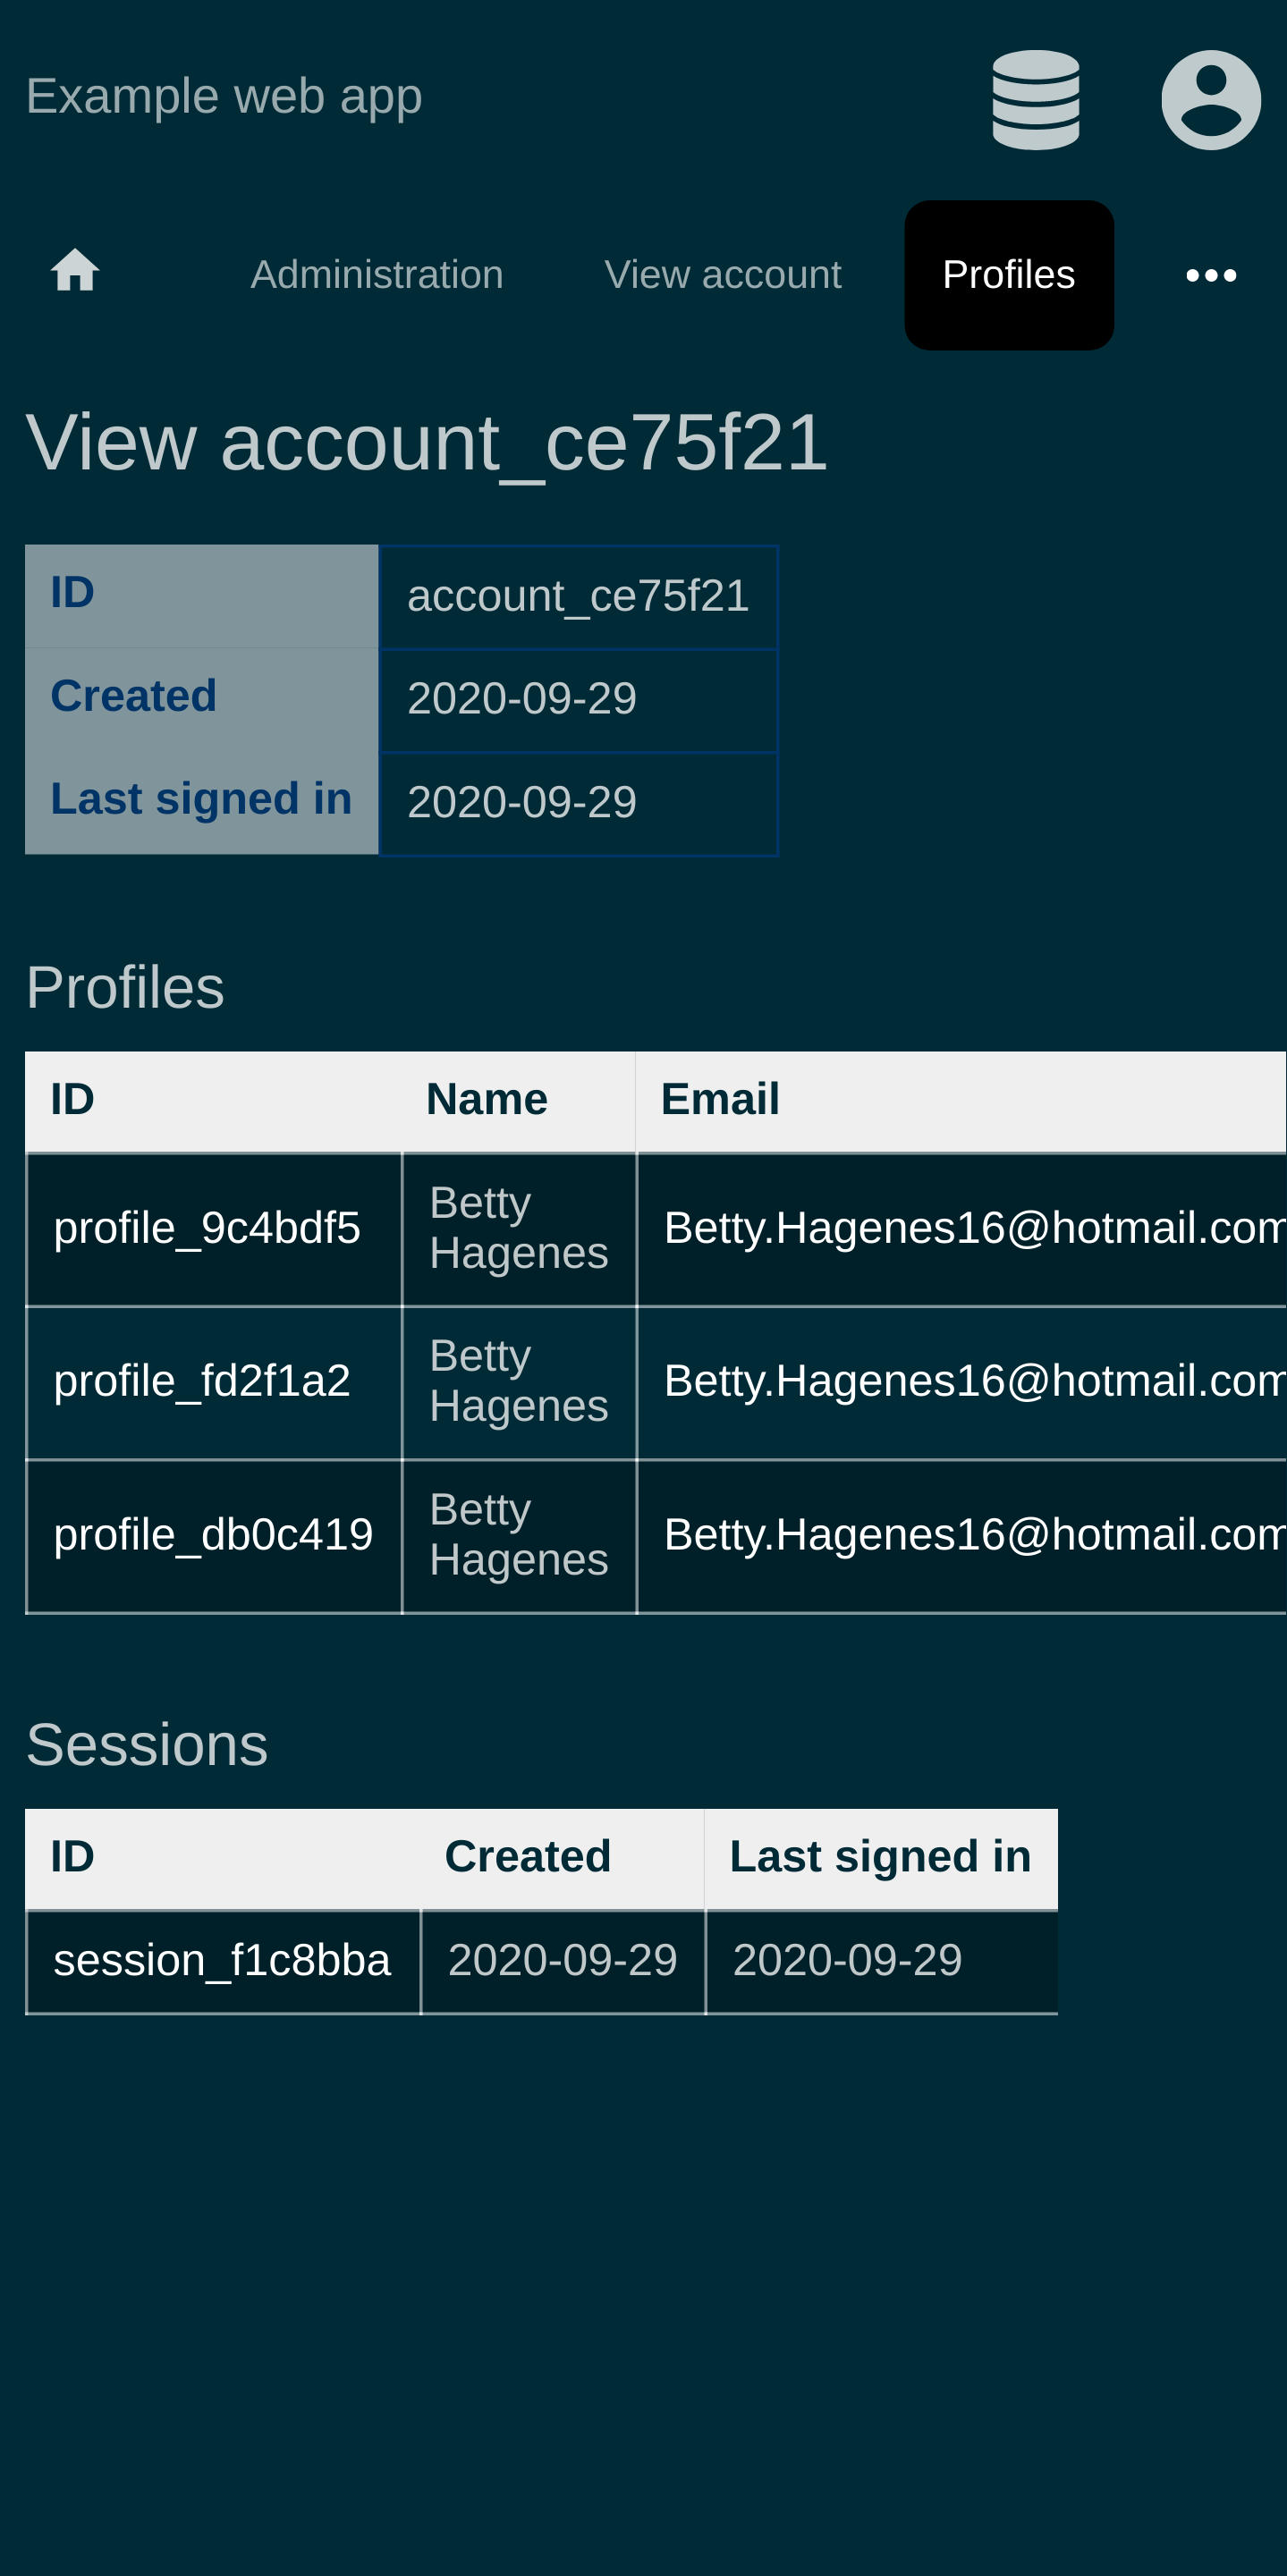 Example web app
Administration View account Profiles
View account_ce75f21
ID account_ce75f21
Created 2020-09-29
Last signed in 2020-09-29
Profiles
ID Name Email
profile_9c4bdf5 Betty Hagenes Betty.Hagenes16@hotmail.com
profile_fd2f1a2 Betty Hagenes Betty.Hagenes16@hotmail.com
profile_db0c419 Betty Hagenes Betty.Hagenes16@hotmail.com
Sessions
ID Created Last signed in
session_f1c8bba 2020-09-29 2020-09-29